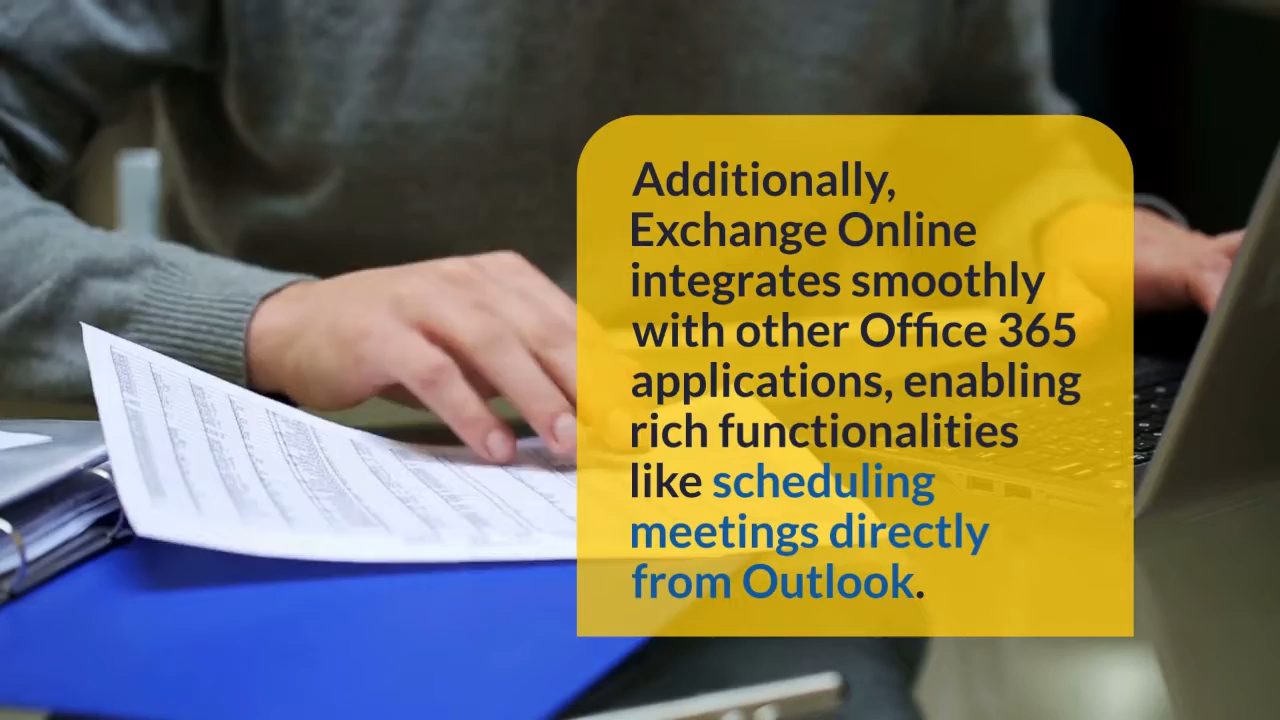 Additionally,
Exchange Online
integrates smoothly
with other Office 365
applications, enabling
rich functionalities
like scheduling
meetings directly
from Outlook.